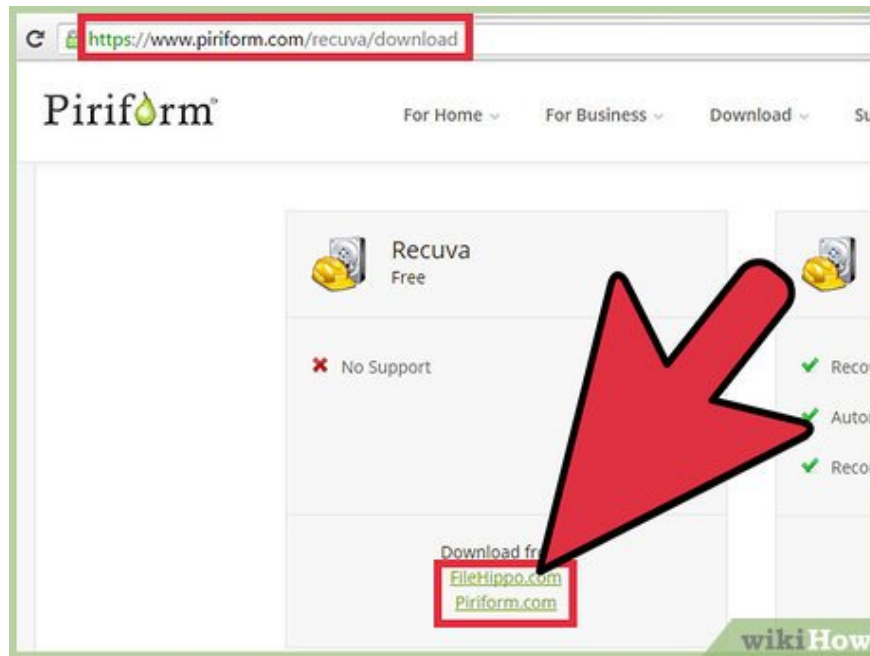 https://www.piriform.com/recuva/download
Piriform
For Home
For Business
Download
Recuva
Free
No Support
Download
FileHippo.com
Piriform.com
wikiHow